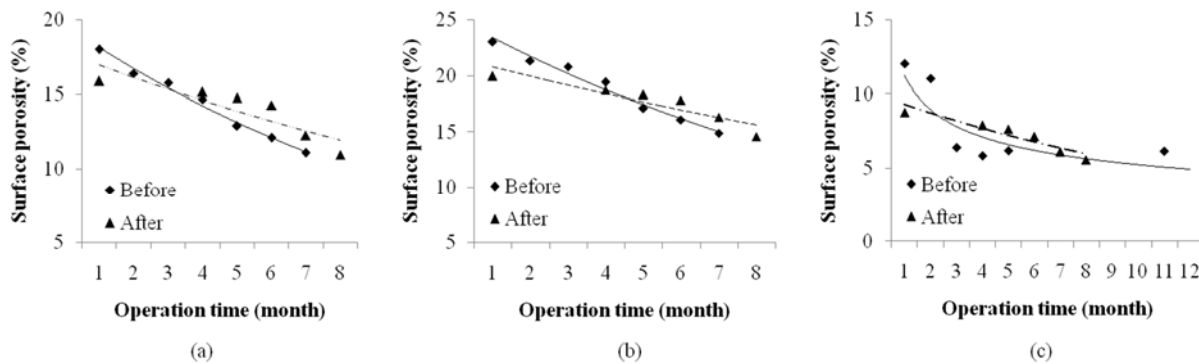 Surface porosity (%)
20
15
10
5
Before
After
1 2 3 4 5 6 7 8
Operation time (month)
(a)
Surface porosity (%)
25
20
15
10
5
Before
After
1 2 3 4 5 6 7 8
Operation time (month)
(b)
Surface porosity (%)
15
10
5
0
Before
After
1 2 3 4 5 6 7 8 9 10 11 12
Operation time (month)
(c)